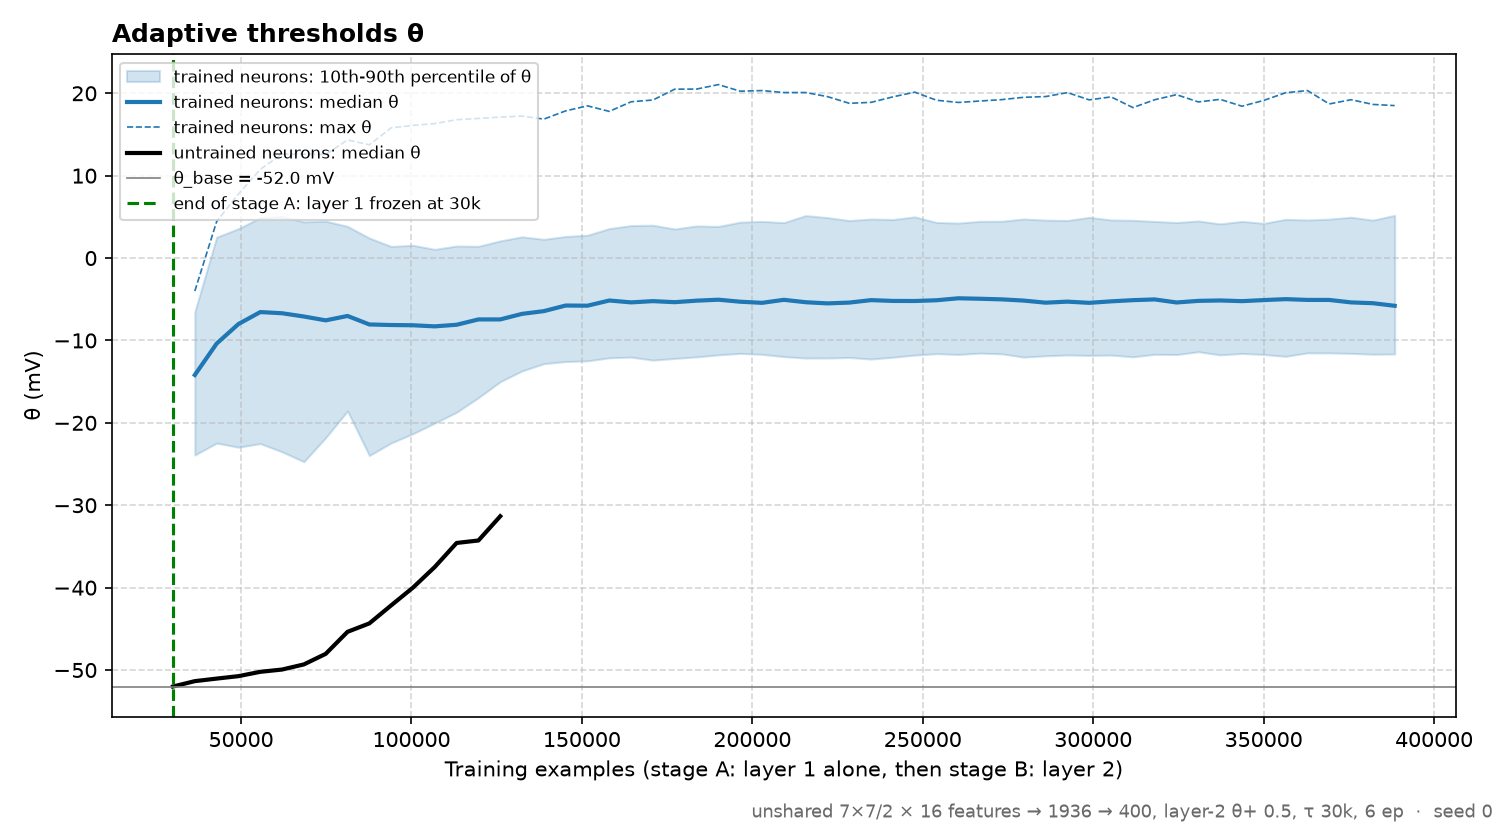 Adaptive thresholds θ
trained neurons: 10th-90th percentile of θ
trained neurons: median θ
trained neurons: max θ
untrained neurons: median θ
θ_base = -52.0 mV
end of stage A: layer 1 frozen at 30k
20
10
0
−10
−20
−30
−40
−50
θ (mV)
50000 100000 150000 200000 250000 300000 350000 400000
Training examples (stage A: layer 1 alone, then stage B: layer 2)
unshared 7×7/2 × 16 features → 1936 → 400, layer-2 θ+ 0.5, τ 30k, 6 ep · seed 0